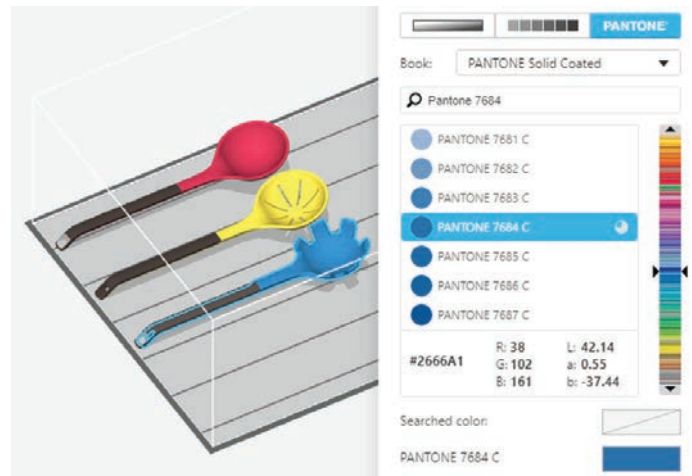 PANTONE®
Book: PANTONE Solid Coated
Pantone 7684
PANTONE 7681 C
PANTONE 7682 C
PANTONE 7683 C
PANTONE 7684 C
PANTONE 7685 C
PANTONE 7686 C
PANTONE 7687 C
#2666A1 R: 38 L: 42.14
G: 102 a: 0.55
B: 161 b: -37.44
Searched color:
PANTONE 7684 C